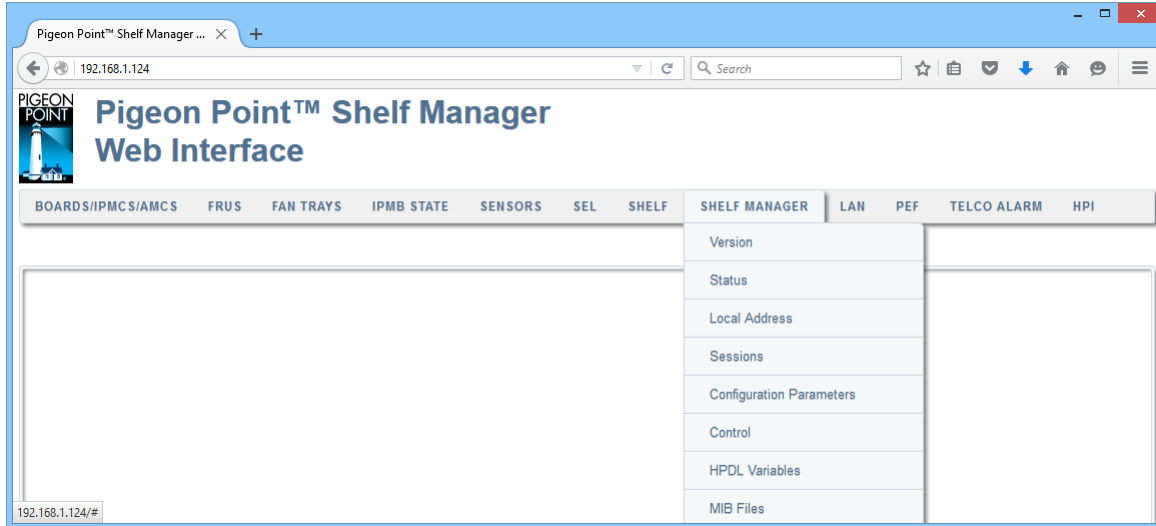 Pigeon Point™ Shelf Manager ...
192.168.1.124
Search
PIGEON
POINT
Pigeon Point™ Shelf Manager
Web Interface
BOARDS/IPMCS/AMCS FRUS FAN TRAYS IPMB STATE SENSORS SEL SHELF SHELF MANAGER LAN PEF TELCO ALARM HPI
Version
Status
Local Address
Sessions
Configuration Parameters
Control
HPDL Variables
MIB Files
192.168.1.124/#